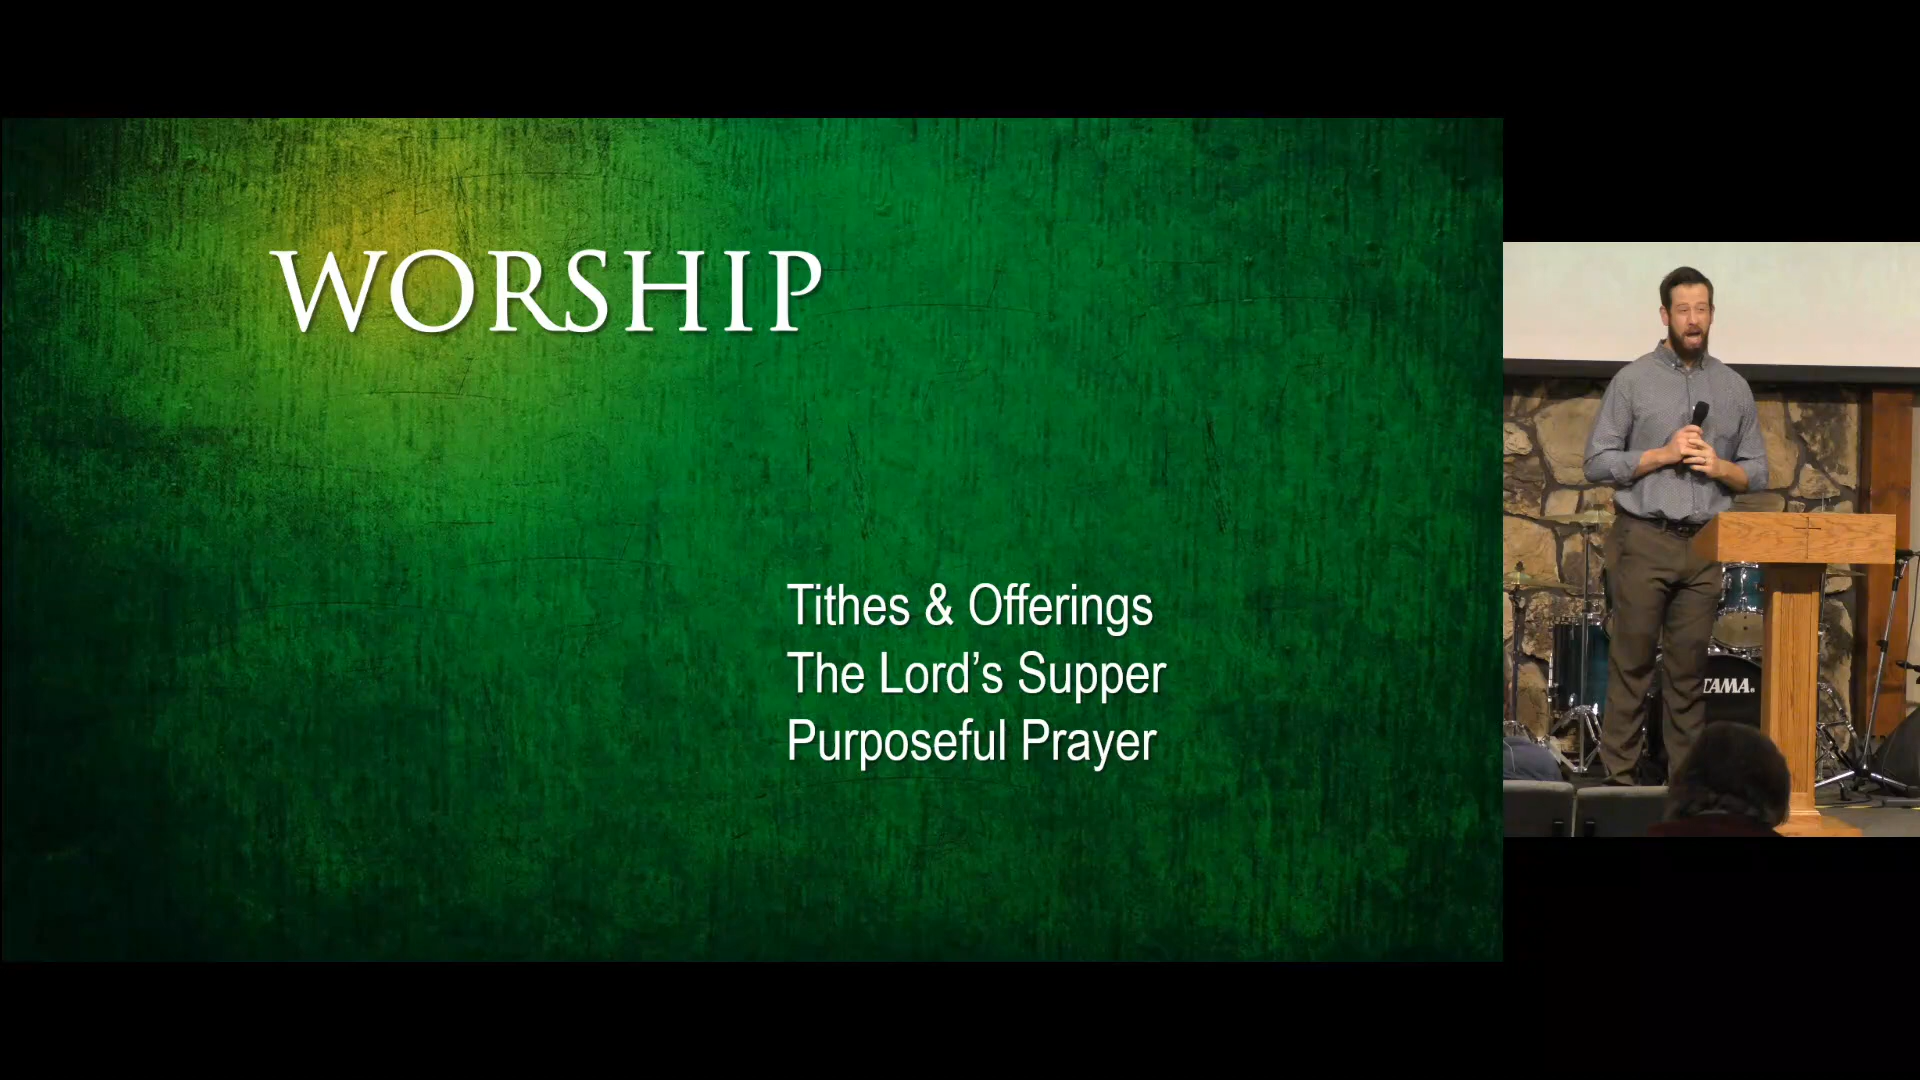 WORSHIP
Tithes & Offerings
The Lord’s Supper
Purposeful Prayer
TAMA